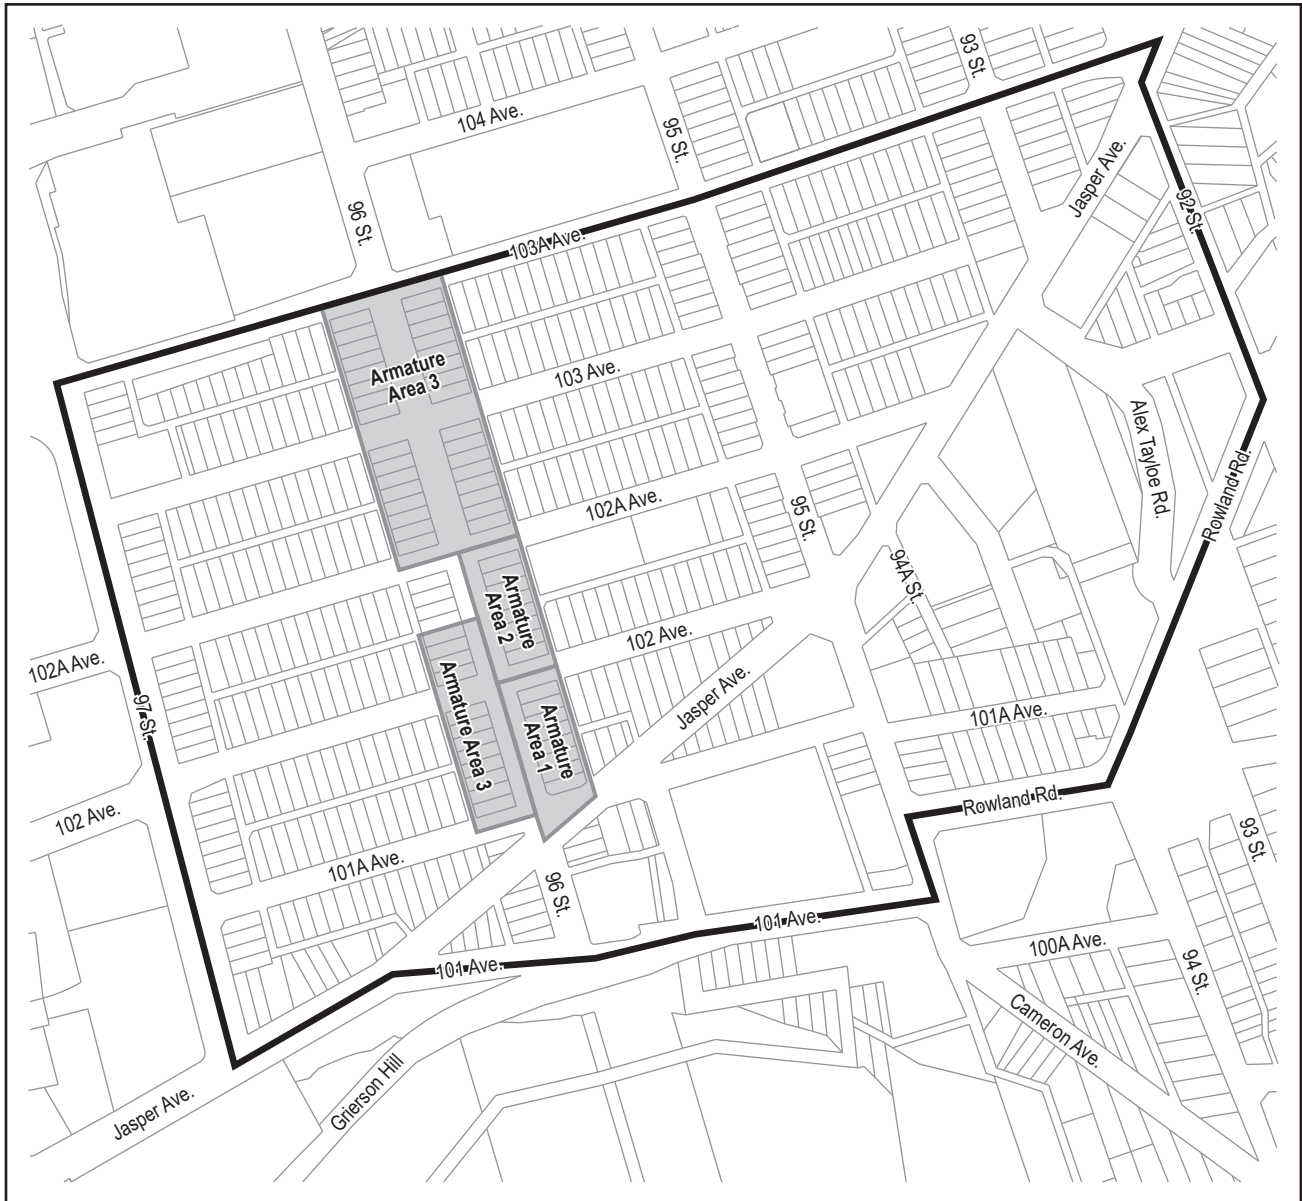 93 St.
104 Ave.
95 St.
Jasper Ave.
92 St.
96 St.
103A Ave.
Armature
Area 3
103 Ave.
Alex Tayloe Rd.
Rowland Rd.
102A Ave.
95 St.
94A St.
Armature
Area 2
102 Ave.
102A Ave.
Jasper Ave.
97 St.
Armature Area 3
Armature
Area 1
101A Ave.
Rowland Rd.
102 Ave.
93 St.
101A Ave.
96 St.
101 Ave.
100A Ave.
101 Ave.
94 St.
Cameron Ave.
Grierson Hill
Jasper Ave.